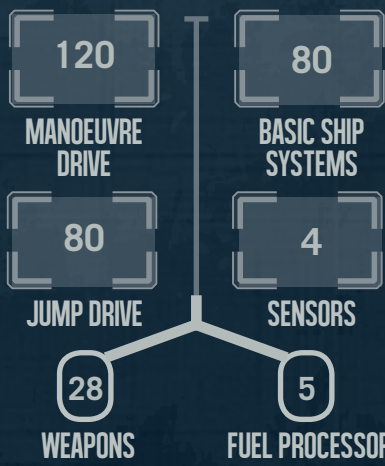 120
80
MANOEUVRE
DRIVE
BASIC SHIP
SYSTEMS
80
4
JUMP DRIVE
SENSORS
28
5
WEAPONS
FUEL PROCESSOR